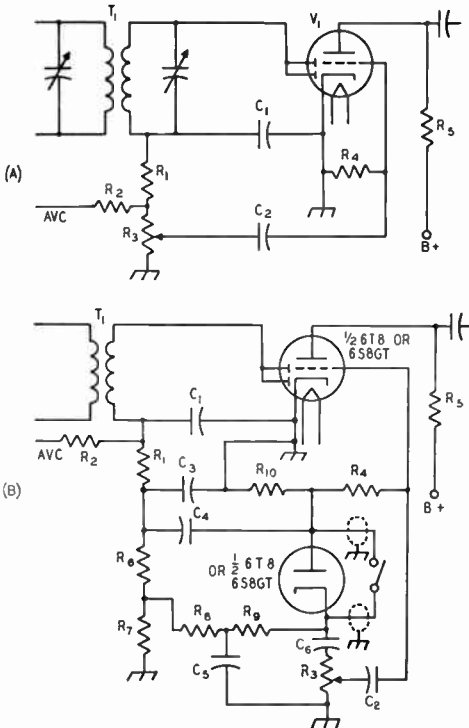 T1
V1
C1
R5
(A)
R1
R4
R2
AVC
R3
C2
B+
T1
½ 6T8 OR
6S8GT
C1
R5
R2
AVC
R1
(B)
C3
R10
R4
B+
C4
OR ½ 6T8
6S8GT
R6
R7
R8
R9
C6
C5
R3
C2